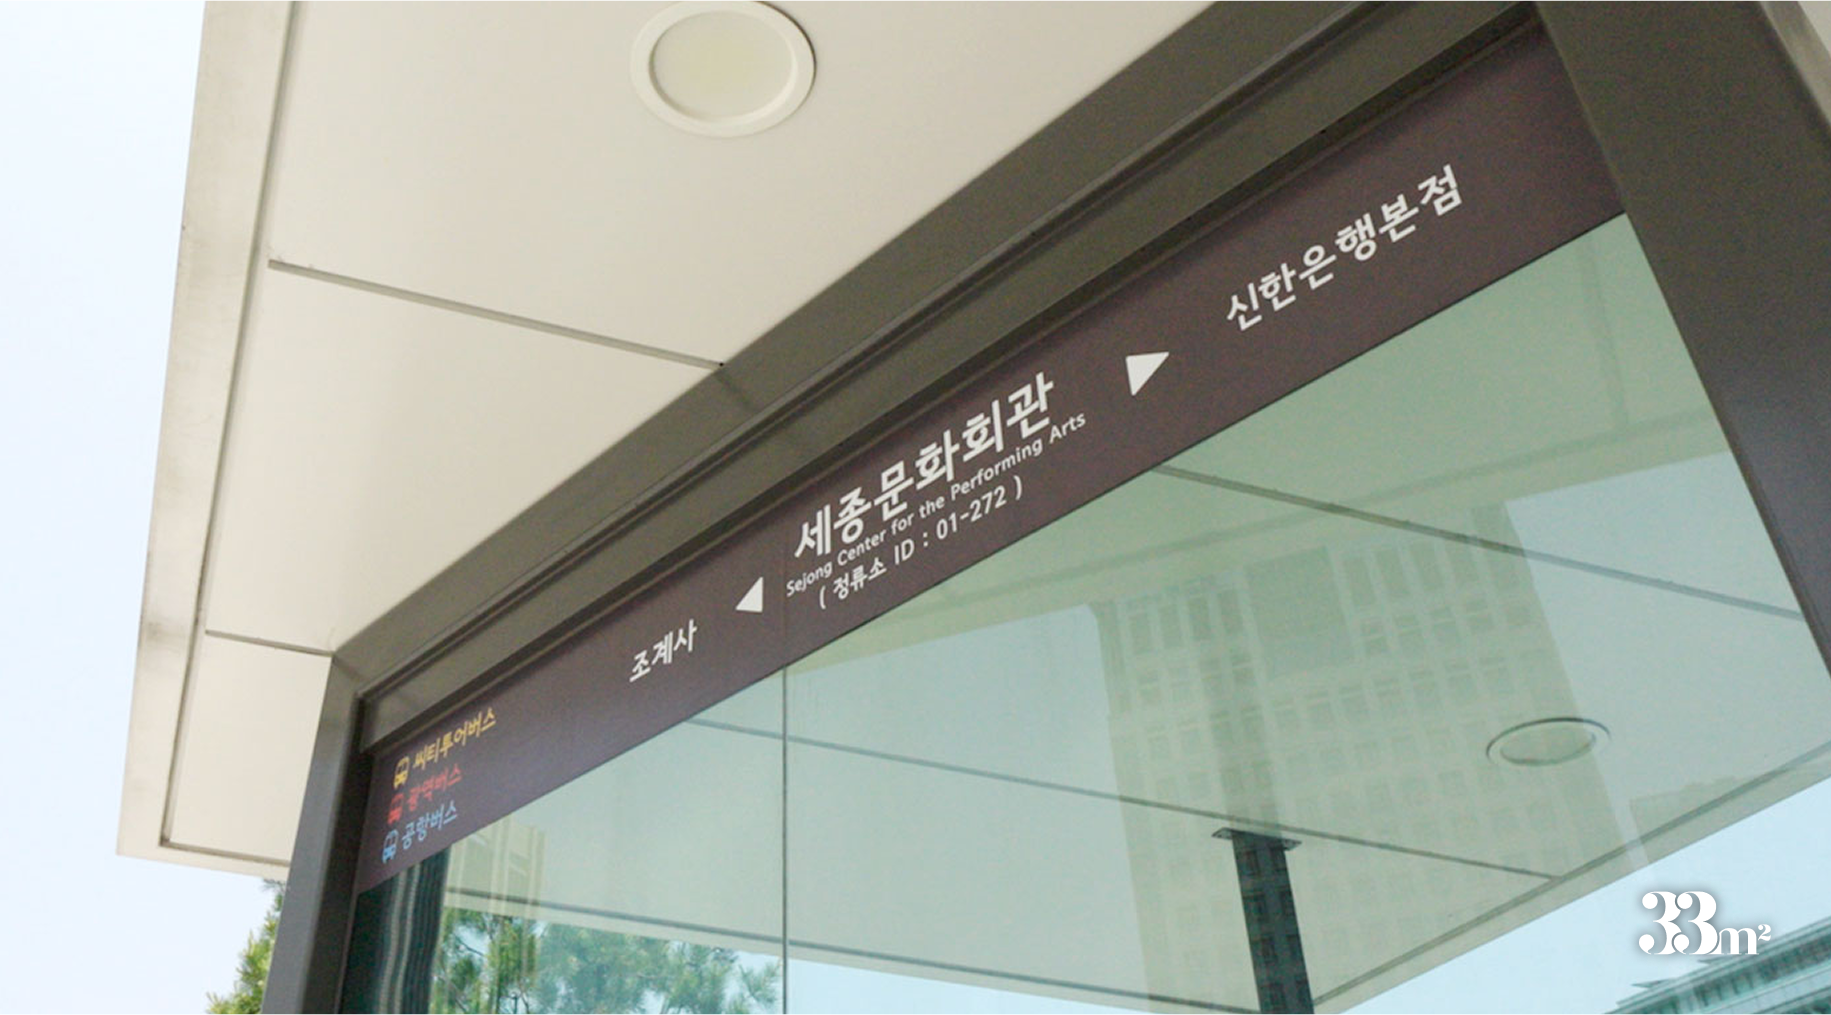 신한은행본점
▶
세종문화회관
Sejong Center for the Performing Arts
( 정류소 ID : 01-272 )
◀
조계사
씨티투어버스
광역버스
공항버스
33m²